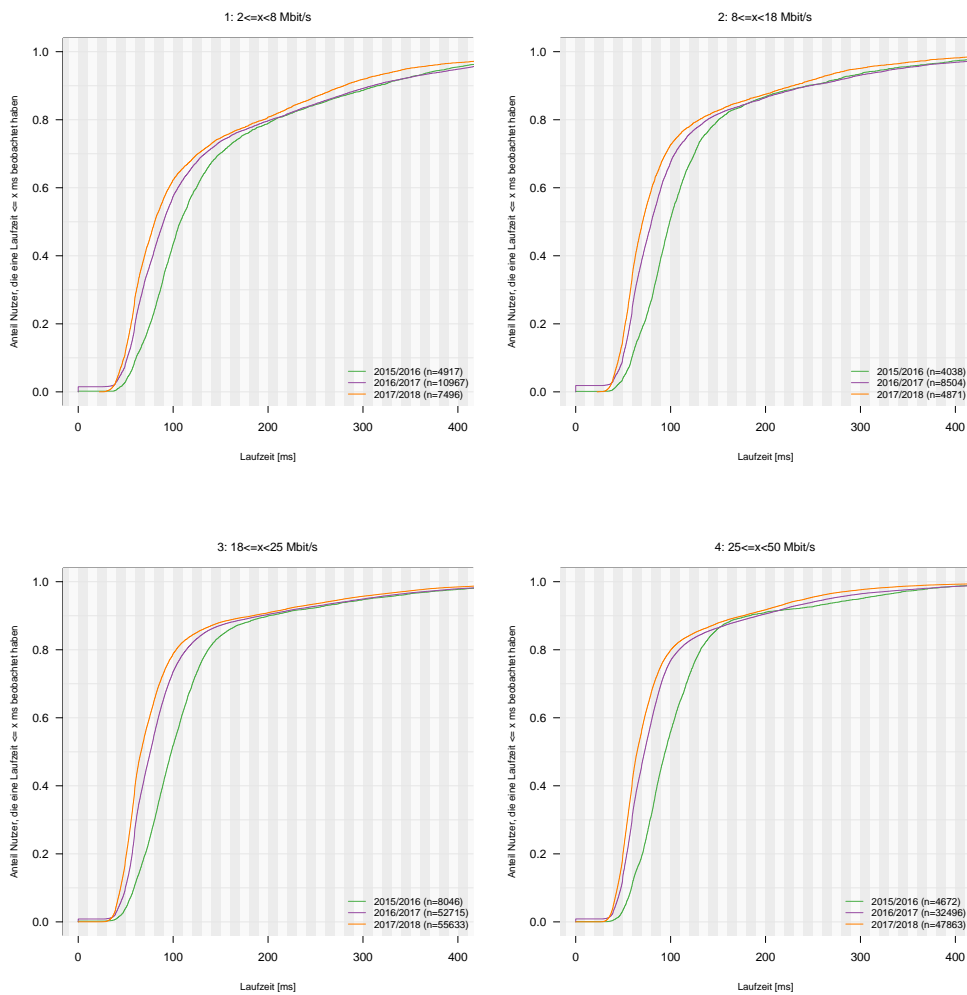 1: 2<=x<8 Mbit/s
Anteil Nutzer, die eine Laufzeit <= x ms beobachtet haben
1.0
0.8
0.6
0.4
0.2
0.0
2015/2016 (n=4917)
2016/2017 (n=10967)
2017/2018 (n=7496)
0 100 200 300 400
Laufzeit [ms]
2: 8<=x<18 Mbit/s
Anteil Nutzer, die eine Laufzeit <= x ms beobachtet haben
1.0
0.8
0.6
0.4
0.2
0.0
2015/2016 (n=4038)
2016/2017 (n=8504)
2017/2018 (n=4871)
0 100 200 300 400
Laufzeit [ms]
3: 18<=x<25 Mbit/s
Anteil Nutzer, die eine Laufzeit <= x ms beobachtet haben
1.0
0.8
0.6
0.4
0.2
0.0
2015/2016 (n=8046)
2016/2017 (n=52715)
2017/2018 (n=55633)
0 100 200 300 400
Laufzeit [ms]
4: 25<=x<50 Mbit/s
Anteil Nutzer, die eine Laufzeit <= x ms beobachtet haben
1.0
0.8
0.6
0.4
0.2
0.0
2015/2016 (n=4672)
2016/2017 (n=32496)
2017/2018 (n=47863)
0 100 200 300 400
Laufzeit [ms]